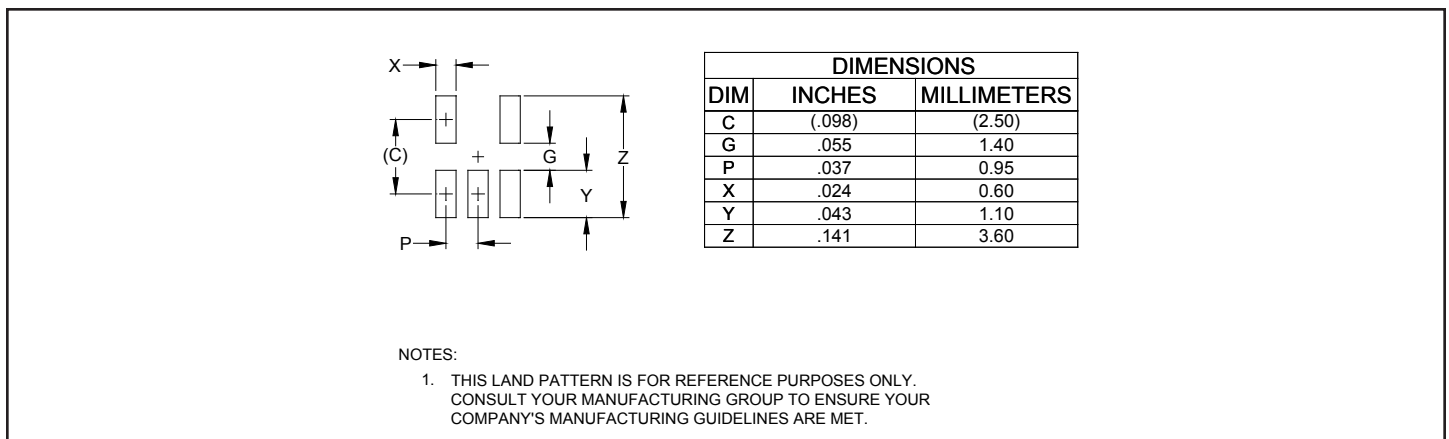 X
(C)
G
Z
Y
P
DIMENSIONS
DIM INCHES MILLIMETERS
C (.098) (2.50)
G .055 1.40
P .037 0.95
X .024 0.60
Y .043 1.10
Z .141 3.60
NOTES:
1. THIS LAND PATTERN IS FOR REFERENCE PURPOSES ONLY.
CONSULT YOUR MANUFACTURING GROUP TO ENSURE YOUR
COMPANY'S MANUFACTURING GUIDELINES ARE MET.